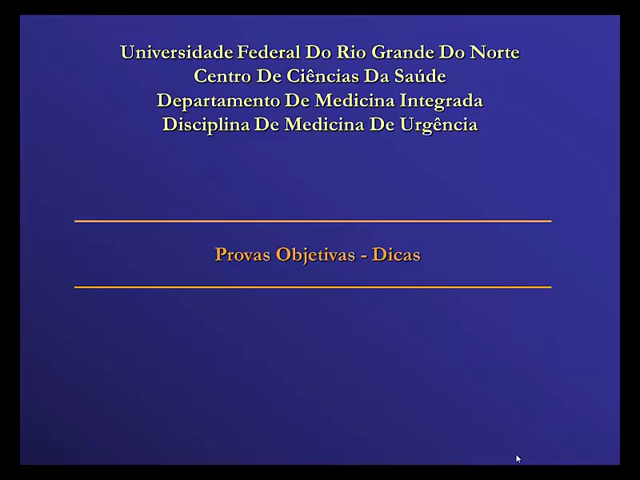 Universidade Federal Do Rio Grande Do Norte
Centro De Ciências Da Saúde
Departamento De Medicina Integrada
Disciplina De Medicina De Urgência
Provas Objetivas - Dicas